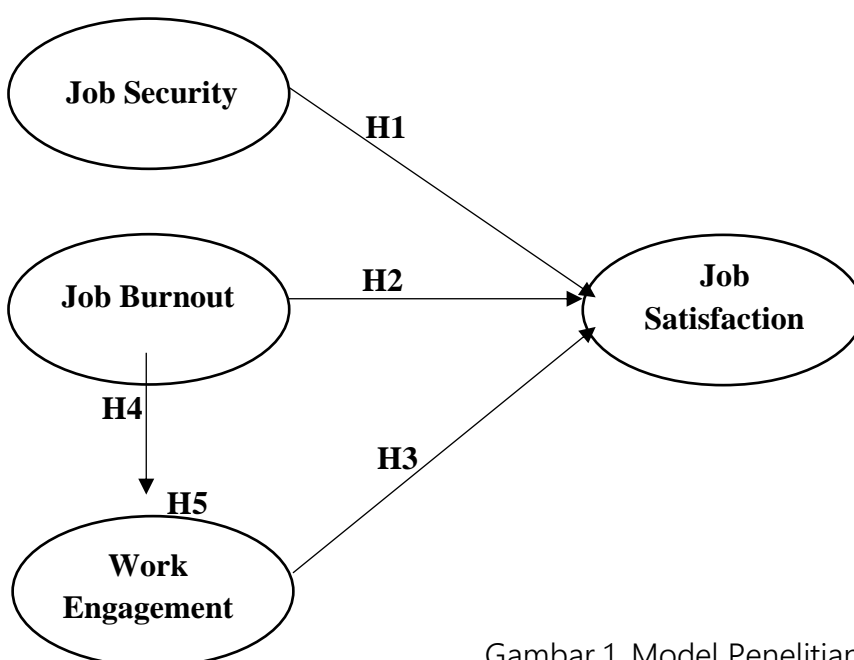 Job Security
H1
Job Burnout
H2
Job
Satisfaction
H4
H3
H5
Work
Engagement
Gambar 1. Model Penelitian